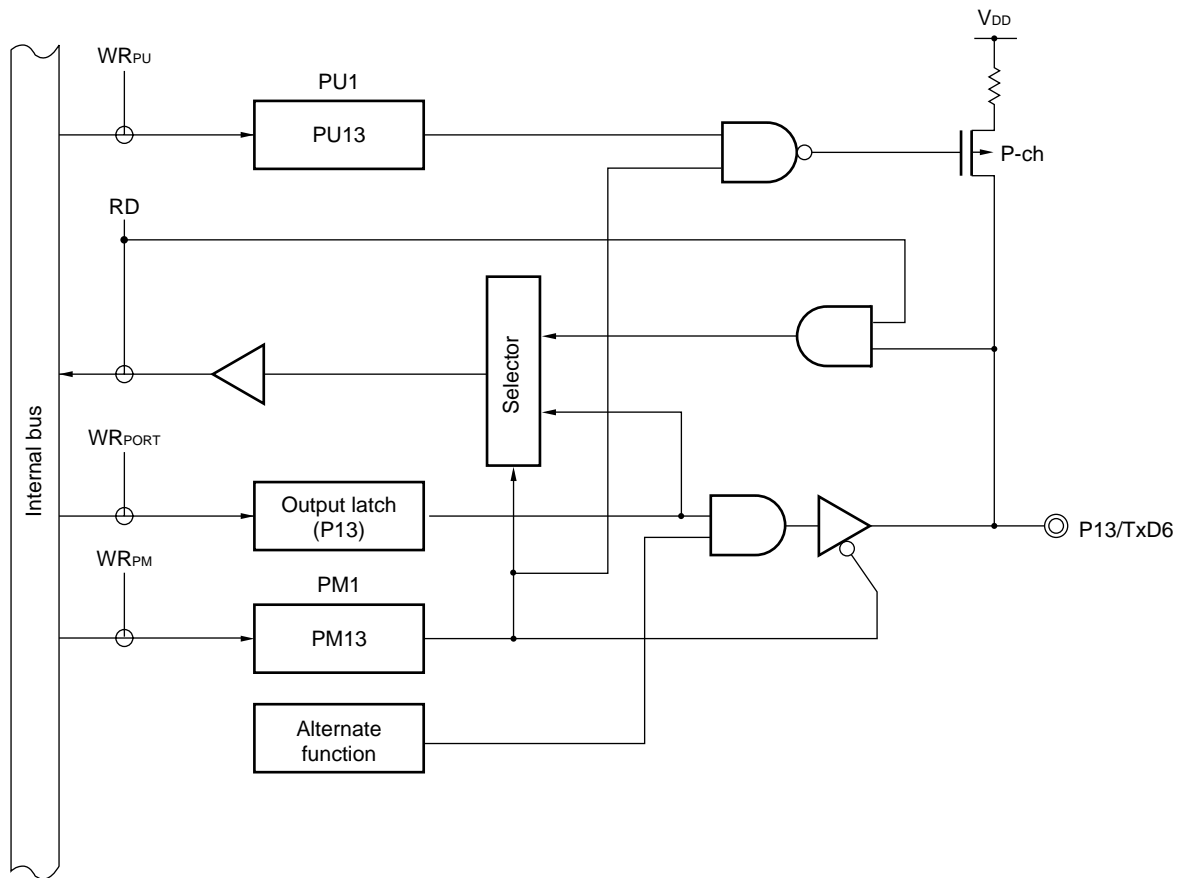 VDD
WRPU
PU1
PU13
P-ch
RD
Selector
Internal bus
WRPORT
Output latch
(P13)
P13/TxD6
WRPM
PM1
PM13
Alternate
function